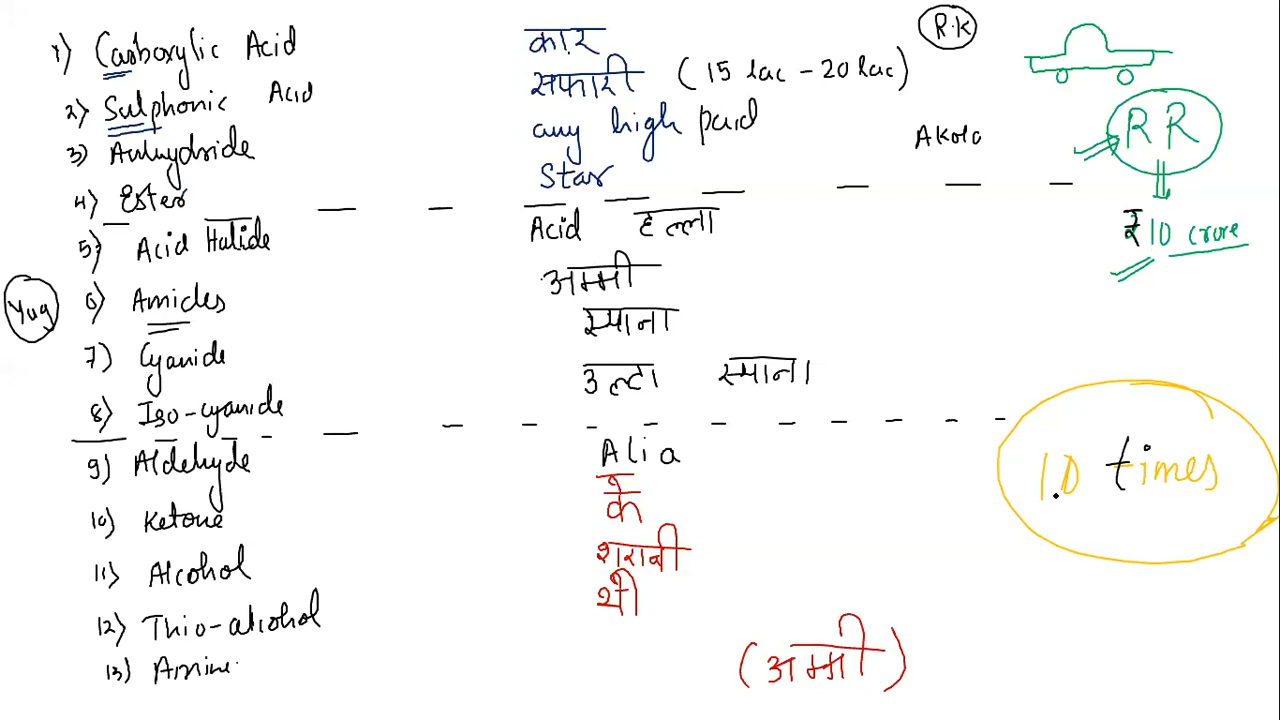 1) Carboxylic Acid
2) Sulphonic Acid
3) Anhydride
4) Ester
5) Acid Halide
6) Amides
7) Cyanide
8) Iso-cyanide
9) Aldehyde
10) Ketone
11) Alcohol
12) Thio-alcohol
13) Amine
Yug
कार
सफारी (15 lac - 20 lac)
any high paid
Star
Acid हल्ला
अम्मी
स्याना
उल्टा स्याना
Alia
के
शराबी
थी
(अम्मी)
R.K
Akola
RR
₹10 crore
10 times